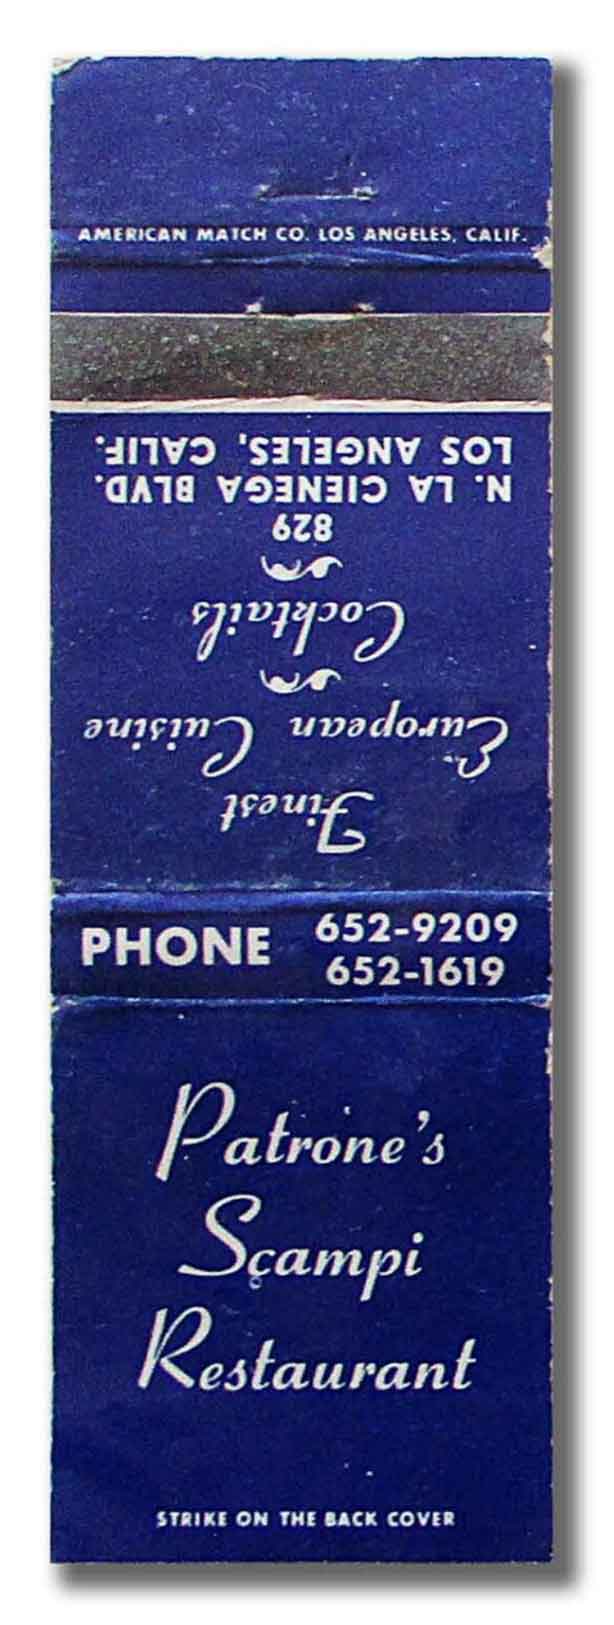 AMERICAN MATCH CO. LOS ANGELES, CALIF.
Finest
European Cuisine
Cocktails
829
N. LA CIENEGA BLVD.
LOS ANGELES, CALIF.
PHONE 652-9209
652-1619
Patrone's
Scampi
Restaurant
STRIKE ON THE BACK COVER